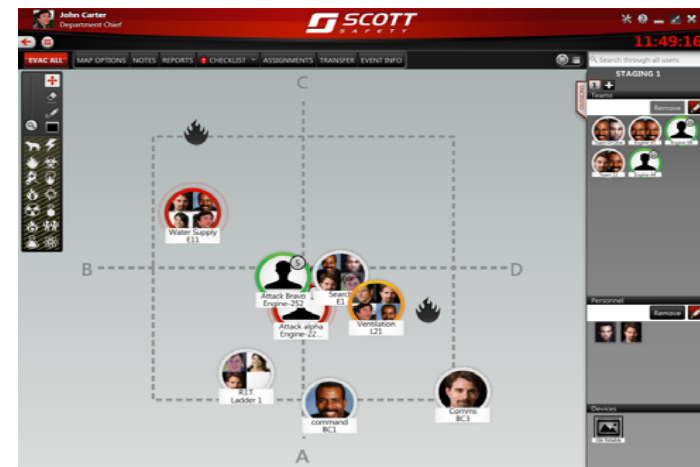 John Carter
Department Chief
SCOTT
SAFETY
11:49:16
EVAC ALL
MAP OPTIONS
NOTES
REPORTS
CHECKLIST
ASSIGNMENTS
TRANSFER
EVENT INFO
Search through all users
STAGING 1
1
Teams
Remove
C
Water Supply
E11
B
D
S
Attack Bravo
Engine-252
Search
E1
Attack alpha
Engine-22...
Ventilation
L21
Personnel
Remove
R.I.T.
Ladder 1
command
BC1
Comms
BC3
Devices
A